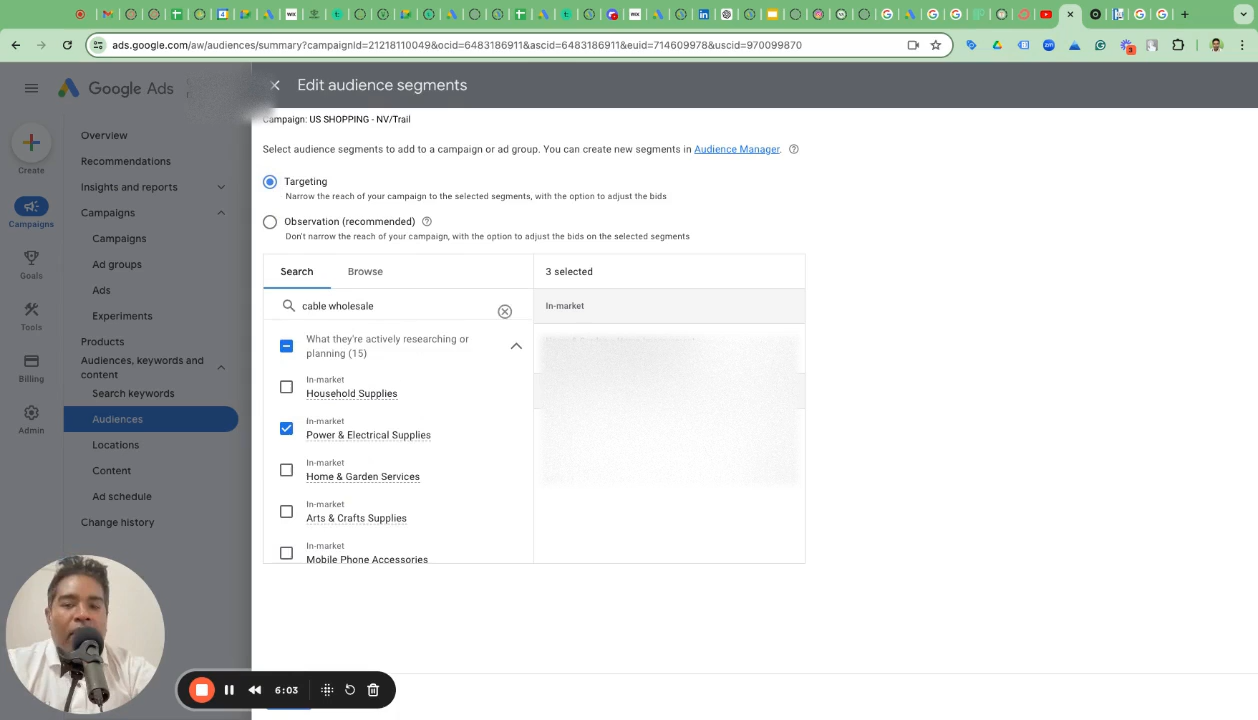 ads.google.com/aw/audiences/summary?campaignId=21218110049&ocid=6483186911&ascid=6483186911&euid=714609978&uscid=970099870
3
Google Ads
Edit audience segments
Campaign: US SHOPPING - NV/Trail
Select audience segments to add to a campaign or ad group. You can create new segments in Audience Manager.
Targeting
Narrow the reach of your campaign to the selected segments, with the option to adjust the bids
Observation (recommended)
Don't narrow the reach of your campaign, with the option to adjust the bids on the selected segments
Create
Campaigns
Goals
Tools
Billing
Admin
Overview
Recommendations
Insights and reports
Campaigns
Campaigns
Ad groups
Ads
Experiments
Products
Audiences, keywords and
content
Search keywords
Audiences
Locations
Content
Ad schedule
Change history
Search
Browse
3 selected
cable wholesale
In-market
What they're actively researching or
planning (15)
In-market
Household Supplies
In-market
Power & Electrical Supplies
In-market
Home & Garden Services
In-market
Arts & Crafts Supplies
In-market
Mobile Phone Accessories
6:03